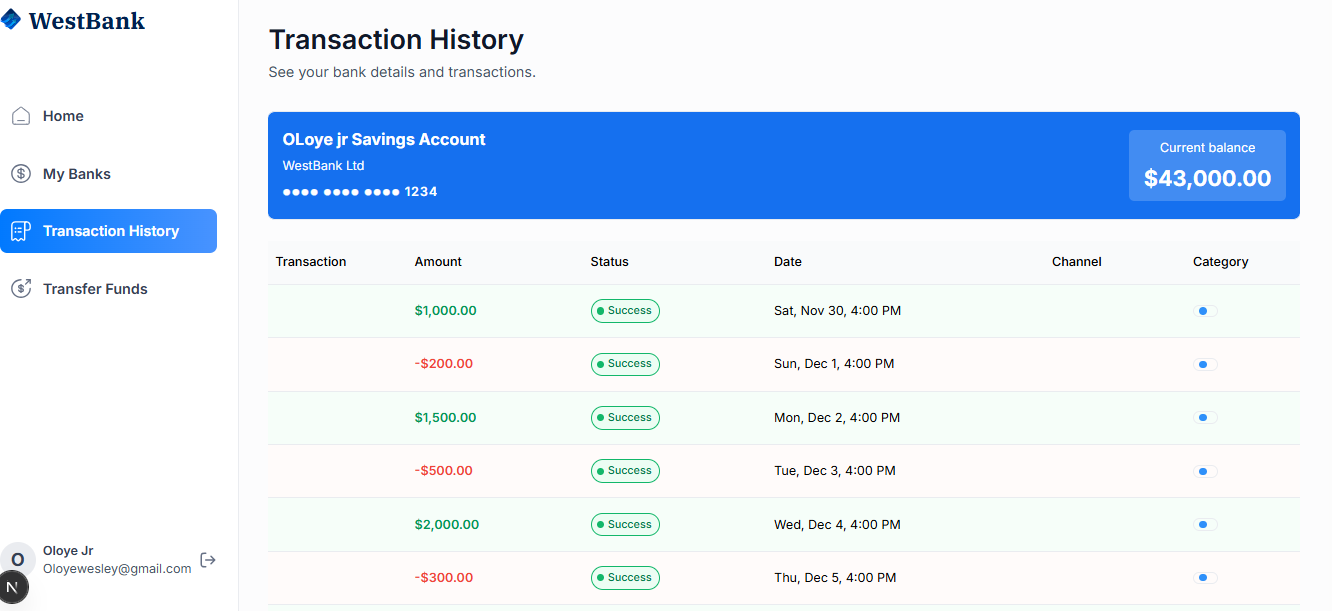 WestBank
Home
My Banks
Transaction History
Transfer Funds
Oloye Jr
Oloyewesley@gmail.com
O
N
Transaction History
See your bank details and transactions.
OLoye jr Savings Account
WestBank Ltd
●●●● ●●●● ●●●● 1234
Current balance
$43,000.00
Transaction Amount Status Date Channel Category
$1,000.00 Success Sat, Nov 30, 4:00 PM
-$200.00 Success Sun, Dec 1, 4:00 PM
$1,500.00 Success Mon, Dec 2, 4:00 PM
-$500.00 Success Tue, Dec 3, 4:00 PM
$2,000.00 Success Wed, Dec 4, 4:00 PM
-$300.00 Success Thu, Dec 5, 4:00 PM